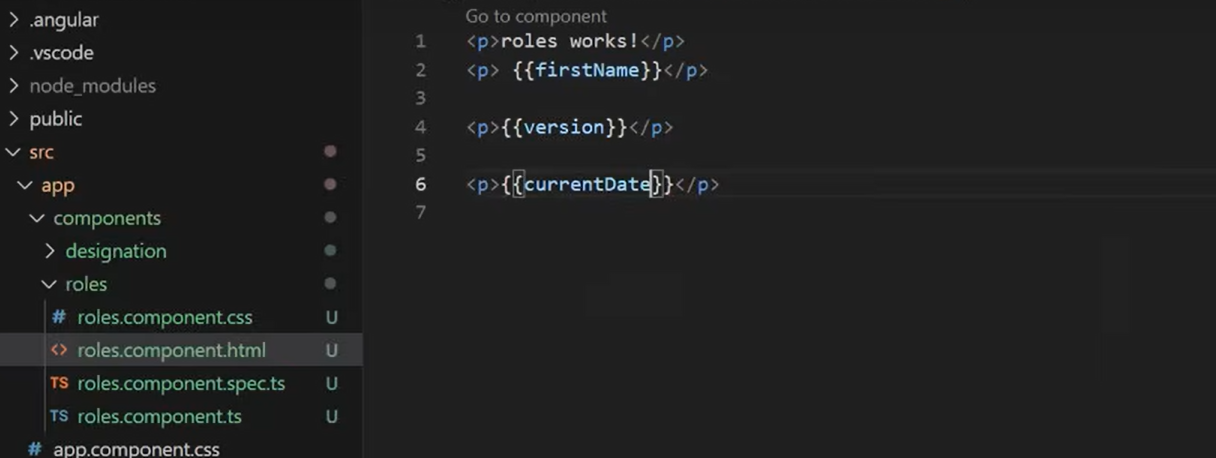 .angular
.vscode
node_modules
public
src
app
components
designation
roles
# roles.component.css U
<> roles.component.html U
TS roles.component.spec.ts U
TS roles.component.ts U
# app.component.css
Go to component
1 <p>roles works!</p>
2 <p> {{firstName}}</p>
3
4 <p>{{version}}</p>
5
6 <p>{{currentDate}}</p>
7